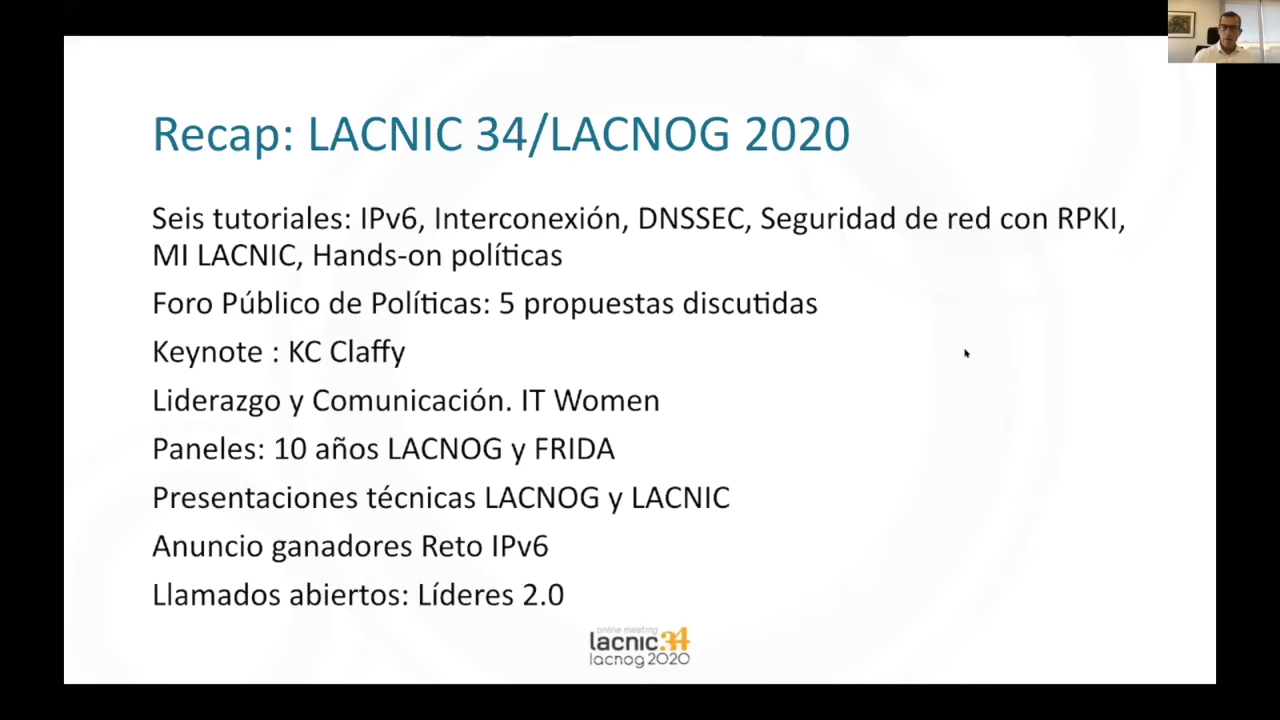 Recap: LACNIC 34/LACNOG 2020
Seis tutoriales: IPv6, Interconexión, DNSSEC, Seguridad de red con RPKI,
MI LACNIC, Hands-on políticas
Foro Público de Políticas: 5 propuestas discutidas
Keynote : KC Claffy
Liderazgo y Comunicación. IT Women
Paneles: 10 años LACNOG y FRIDA
Presentaciones técnicas LACNOG y LACNIC
Anuncio ganadores Reto IPv6
Llamados abiertos: Líderes 2.0
online meeting
lacnic 34
lacnog 2020